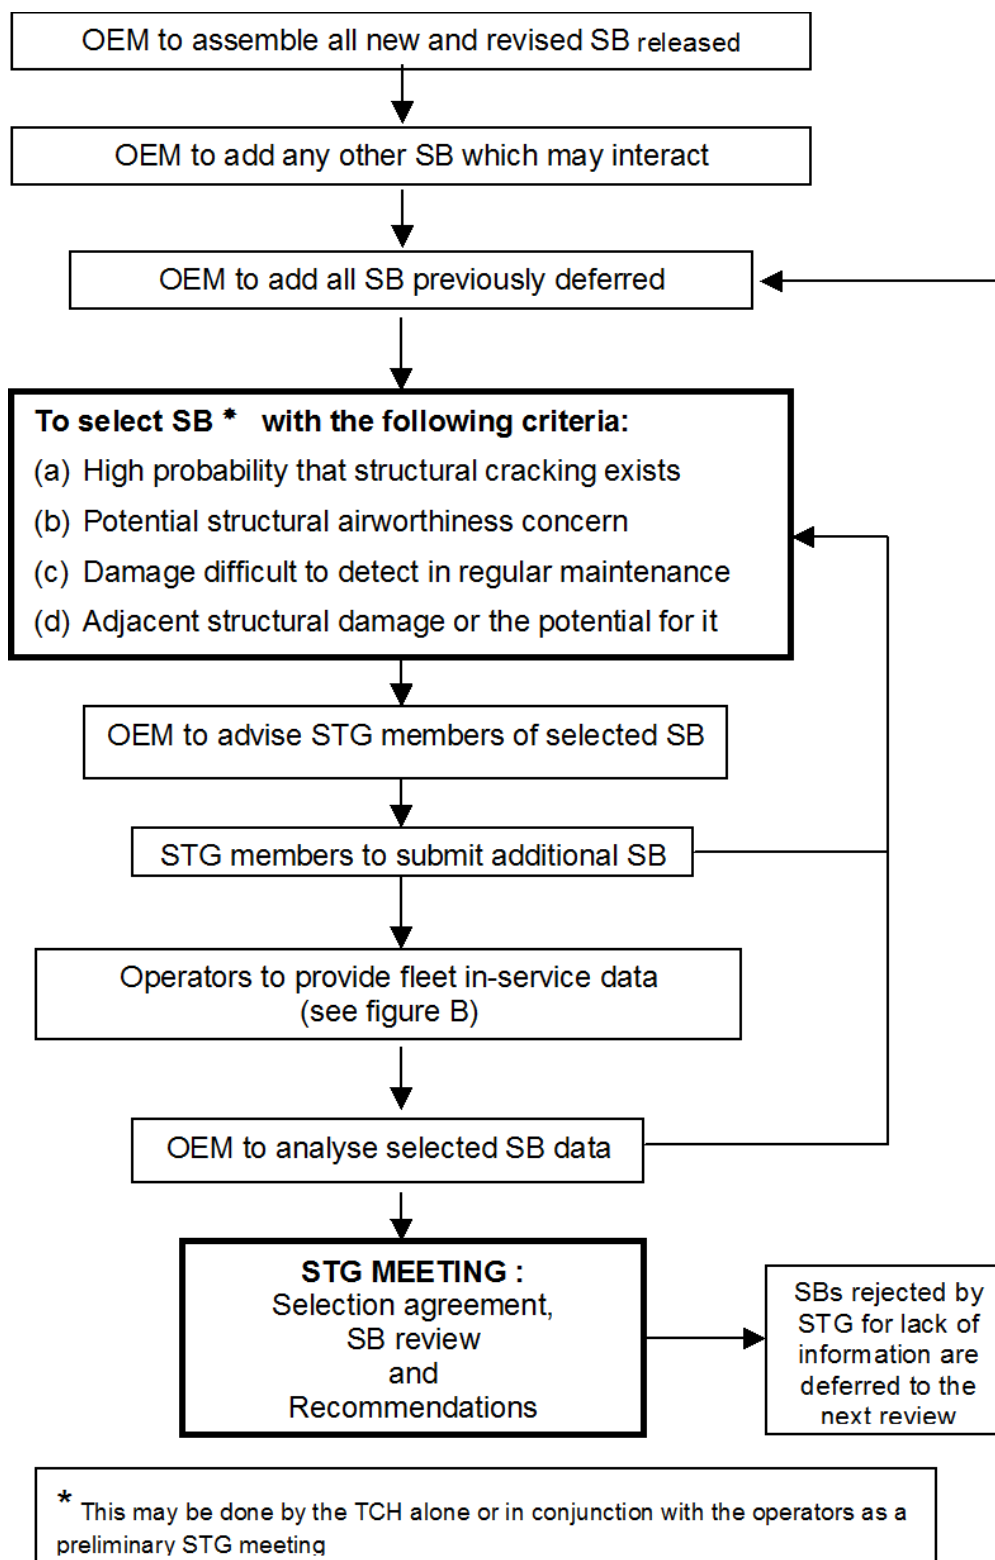 OEM to assemble all new and revised SB released
OEM to add any other SB which may interact
OEM to add all SB previously deferred
To select SB * with the following criteria:
(a) High probability that structural cracking exists
(b) Potential structural airworthiness concern
(c) Damage difficult to detect in regular maintenance
(d) Adjacent structural damage or the potential for it
OEM to advise STG members of selected SB
STG members to submit additional SB
Operators to provide fleet in-service data
(see figure B)
OEM to analyse selected SB data
STG MEETING :
Selection agreement,
SB review
and
Recommendations
SBs rejected by
STG for lack of
information are
deferred to the
next review
* This may be done by the TCH alone or in conjunction with the operators as a
preliminary STG meeting